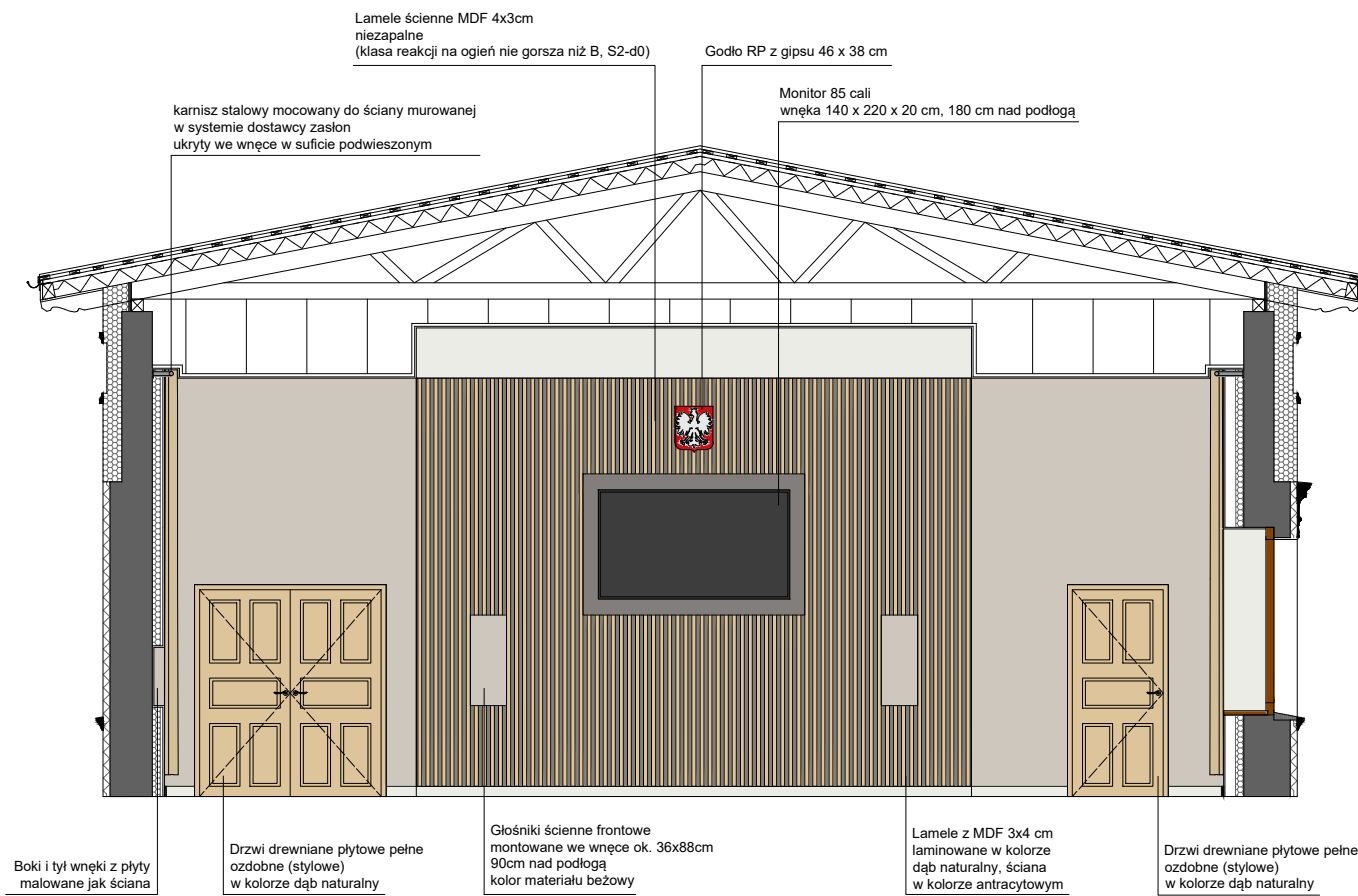 Lamele ścienne MDF 4x3cm
niezapalne
(klasa reakcji na ogień nie gorsza niż B, S2-d0)
Godło RP z gipsu 46 x 38 cm
Monitor 85 cali
wnęka 140 x 220 x 20 cm, 180 cm nad podłogą
karnisz stalowy mocowany do ściany murowanej
w systemie dostawcy zasłon
ukryty we wnęce w suficie podwieszonym
Boki i tył wnęki z płyty
malowane jak ściana
Drzwi drewniane płytowe pełne
ozdobne (stylowe)
w kolorze dąb naturalny
Głośniki ścienne frontowe
montowane we wnęce ok. 36x88cm
90cm nad podłogą
kolor materiału beżowy
Lamele z MDF 3x4 cm
laminowane w kolorze
dąb naturalny, ściana
w kolorze antracytowym
Drzwi drewniane płytowe pełne
ozdobne (stylowe)
w kolorze dąb naturalny